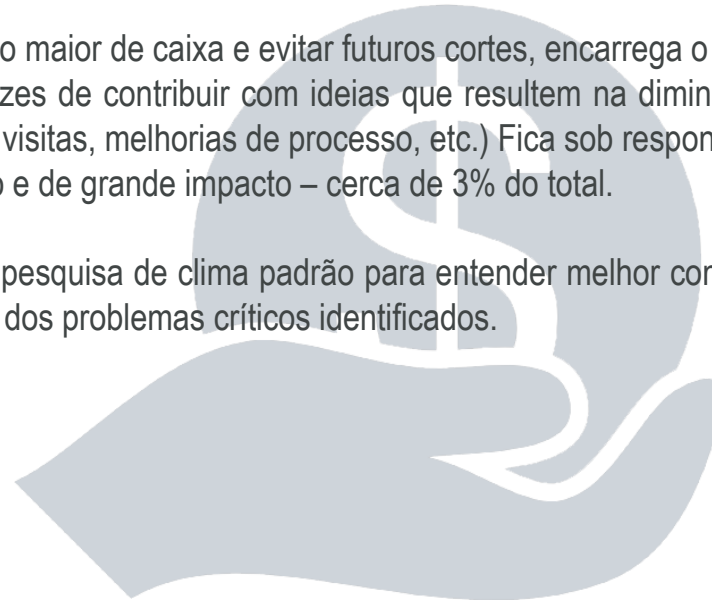 o maior de caixa e evitar futuros cortes, encarrega o
zes de contribuir com ideias que resultem na dimin
visitas, melhorias de processo, etc.) Fica sob respon
o e de grande impacto – cerca de 3% do total.
pesquisa de clima padrão para entender melhor cor
dos problemas críticos identificados.